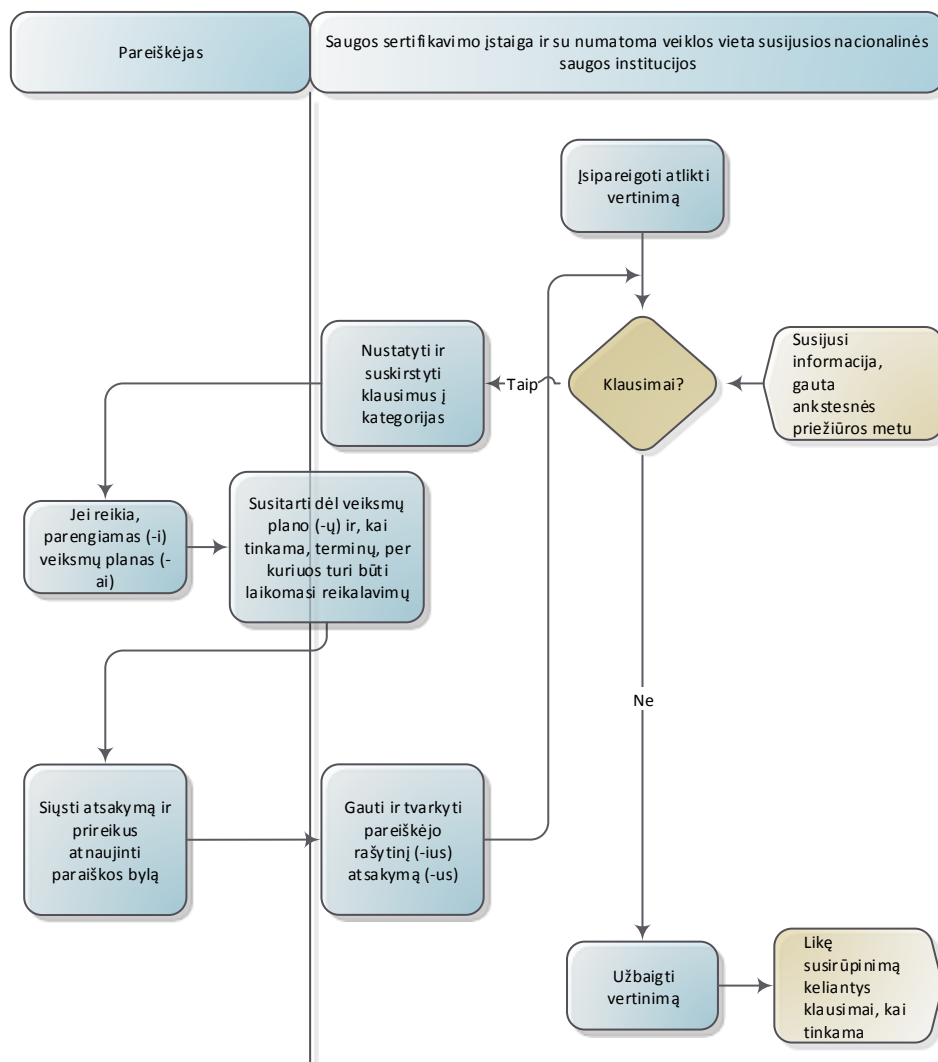 Pareiškėjas
Saugos sertifikavimo įstaiga ir su numatoma veiklos vieta susijusios nacionalinės
saugos institucijos
Įsipareigoti atlikti
vertinimą
Klausimai?
Susijusi
informacija,
gauta
ankstesnės
priežiūros metu
Taip
Nustatyti ir
suskirstyti
klausimus į
kategorijas
Jei reikia,
parengiamas (-i)
veiksmų planas (-
ai)
Susitarti dėl veiksmų
plano (-ų) ir, kai
tinkama, terminų, per
kuriuos turi būti
laikomasi reikalavimų
Ne
Siųsti atsakymą ir
prireikus
atnaujinti
paraiškos bylą
Gauti ir tvarkyti
pareiškėjo
rašytinį (-ius)
atsakymą (-us)
Užbaigti
vertinimą
Likę
susirūpinimą
keliantys
klausimai, kai
tinkama